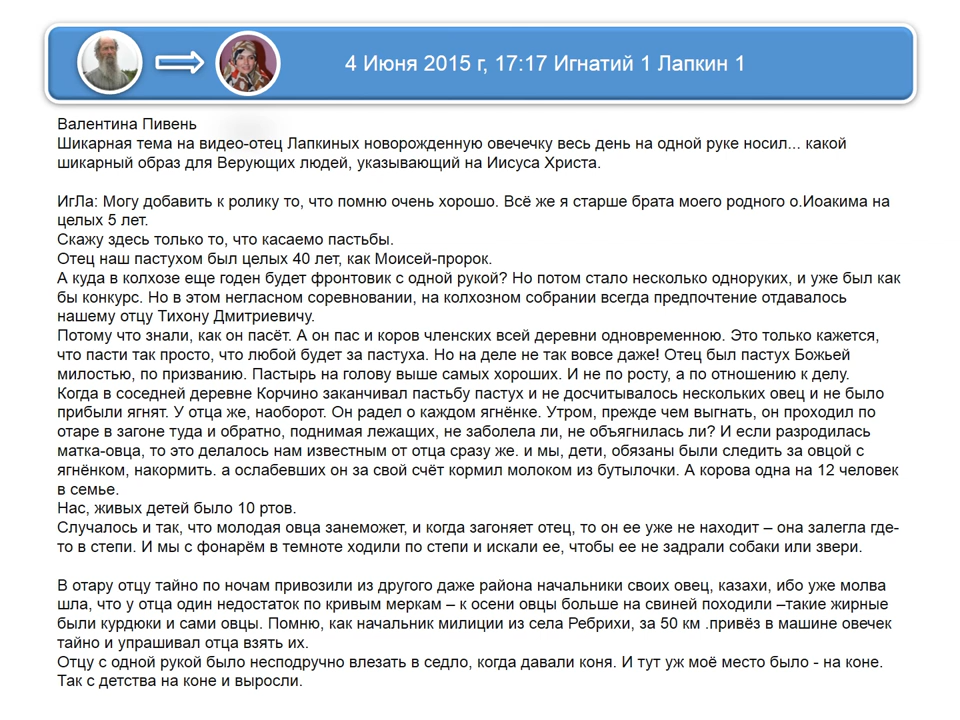 4 Июня 2015 г, 17:17 Игнатий 1 Лапкин 1
Валентина Пивень
Шикарная тема на видео-отец Лапкиных новорожденную овечечку весь день на одной руке носил... какой
шикарный образ для Верующих людей, указывающий на Иисуса Христа.
ИгЛа: Могу добавить к ролику то, что помню очень хорошо. Всё же я старше брата моего родного о.Иоакима на
целых 5 лет.
Скажу здесь только то, что касаемо пастьбы.
Отец наш пастухом был целых 40 лет, как Моисей-пророк.
А куда в колхозе еще годен будет фронтовик с одной рукой? Но потом стало несколько одноруких, и уже был как
бы конкурс. Но в этом негласном соревновании, на колхозном собрании всегда предпочтение отдавалось
нашему отцу Тихону Дмитриевичу.
Потому что знали, как он пасёт. А он пас и коров членских всей деревни одновременною. Это только кажется,
что пасти так просто, что любой будет за пастуха. Но на деле не так вовсе даже! Отец был пастух Божьей
милостью, по призванию. Пастырь на голову выше самых хороших. И не по росту, а по отношению к делу.
Когда в соседней деревне Корчино заканчивал пастьбу пастух и не досчитывалось нескольких овец и не было
прибыли ягнят. У отца же, наоборот. Он радел о каждом ягнёнке. Утром, прежде чем выгнать, он проходил по
отаре в загоне туда и обратно, поднимая лежащих, не заболела ли, не объягнилась ли? И если разродилась
матка-овца, то это делалось нам известным от отца сразу же. и мы, дети, обязаны были следить за овцой с
ягнёнком, накормить. а ослабевших он за свой счёт кормил молоком из бутылочки. А корова одна на 12 человек
в семье.
Нас, живых детей было 10 ртов.
Случалось и так, что молодая овца занеможет, и когда загоняет отец, то он ее уже не находит – она залегла где-
то в степи. И мы с фонарём в темноте ходили по степи и искали ее, чтобы ее не задрали собаки или звери.
В отару отцу тайно по ночам привозили из другого даже района начальники своих овец, казахи, ибо уже молва
шла, что у отца один недостаток по кривым меркам – к осени овцы больше на свиней походили –такие жирные
были курдюки и сами овцы. Помню, как начальник милиции из села Ребрихи, за 50 км .привёз в машине овечек
тайно и упрашивал отца взять их.
Отцу с одной рукой было несподручно влезать в седло, когда давали коня. И тут уж моё место было - на коне.
Так с детства на коне и выросли.